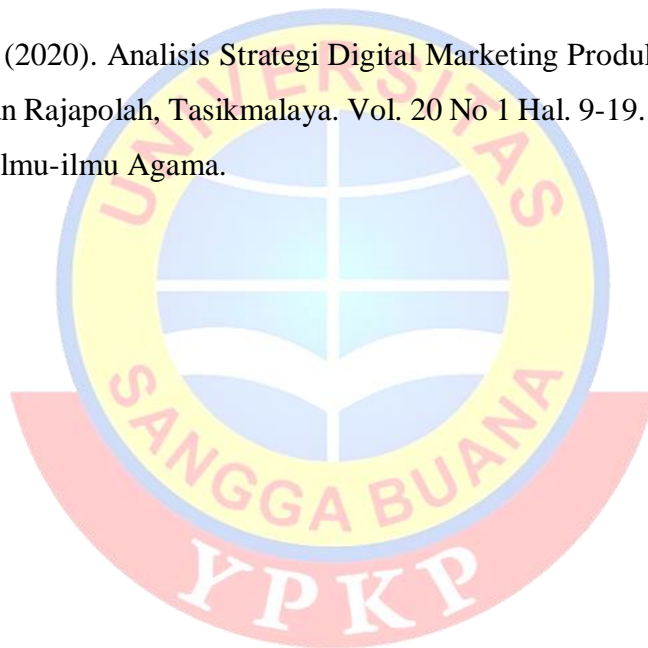 (2020). Analisis Strategi Digital Marketing Produk
n Rajapolah, Tasikmalaya. Vol. 20 No 1 Hal. 9-19.
lmu-ilmu Agama.
UNIVERSITAS
SANGGA BUANA
YPKP